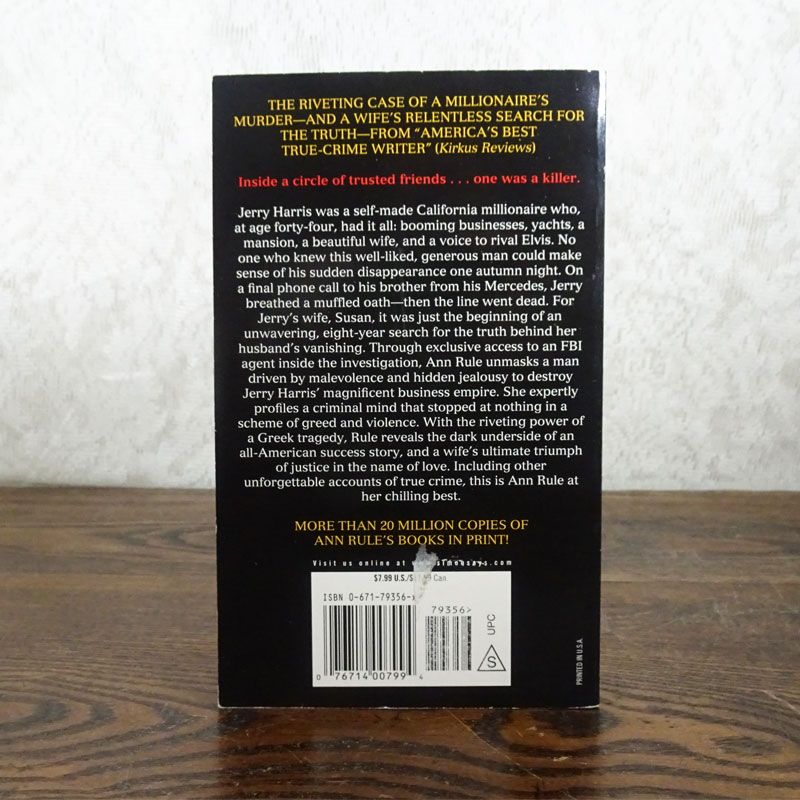 THE RIVETING CASE OF A MILLIONAIRE'S
MURDER—AND A WIFE'S RELENTLESS SEARCH FOR
THE TRUTH—FROM "AMERICA'S BEST
TRUE-CRIME WRITER" (Kirkus Reviews)
Inside a circle of trusted friends . . . one was a killer.
Jerry Harris was a self-made California millionaire who,
at age forty-four, had it all: booming businesses, yachts, a
mansion, a beautiful wife, and a voice to rival Elvis. No
one who knew this well-liked, generous man could make
sense of his sudden disappearance one autumn night. On
a final phone call to his brother from his Mercedes, Jerry
breathed a muffled oath—then the line went dead. For
Jerry's wife, Susan, it was just the beginning of an
unwavering, eight-year search for the truth behind her
husband's vanishing. Through exclusive access to an FBI
agent inside the investigation, Ann Rule unmasks a man
driven by malevolence and hidden jealousy to destroy
Jerry Harris' magnificent business empire. She expertly
profiles a criminal mind that stopped at nothing in a
scheme of greed and violence. With the riveting power of
a Greek tragedy, Rule reveals the dark underside of an
all-American success story, and a wife's ultimate triumph
of justice in the name of love. Including other
unforgettable accounts of true crime, this is Ann Rule at
her chilling best.
MORE THAN 20 MILLION COPIES OF
ANN RULE'S BOOKS IN PRINT!
Visit us online at
$7.99 U.S./ Can.
ISBN 0-671-79356-X
79356>
UPC
S
0 76714 00799 4
PRINTED IN U.S.A.